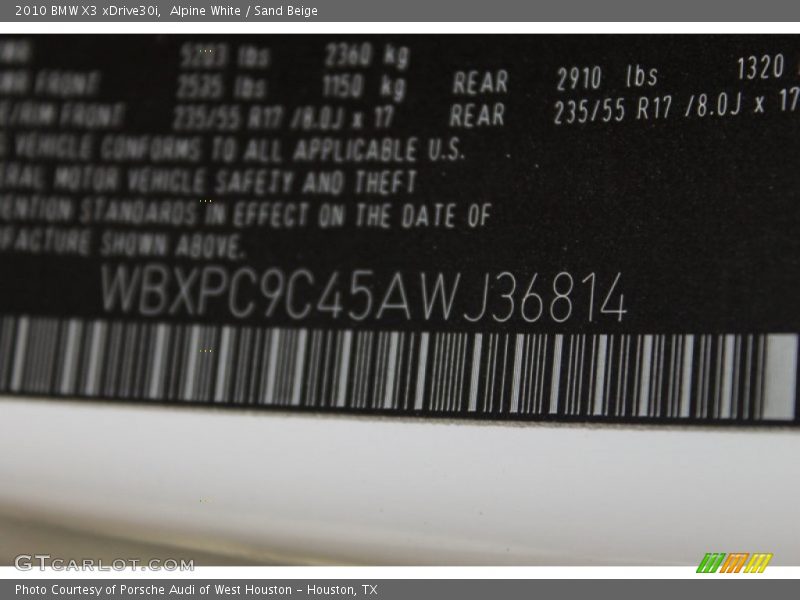 2010 BMW X3 xDrive30i, Alpine White / Sand Beige
lbs 2360 kg 1320
FRONT 2535 lbs 1150 kg REAR 2910 lbs
FRONT 235/55 R17 /8.0J x 17 REAR 235/55 R17 /8.0J x 17
VEHICLE CONFORMS TO ALL APPLICABLE U.S.
MOTOR VEHICLE SAFETY AND THEFT
STANDARDS IN EFFECT ON THE DATE OF
SHOWN ABOVE.
WBXPC9C45AWJ36814
GTCARLOT.COM
Photo Courtesy of Porsche Audi of West Houston - Houston, TX